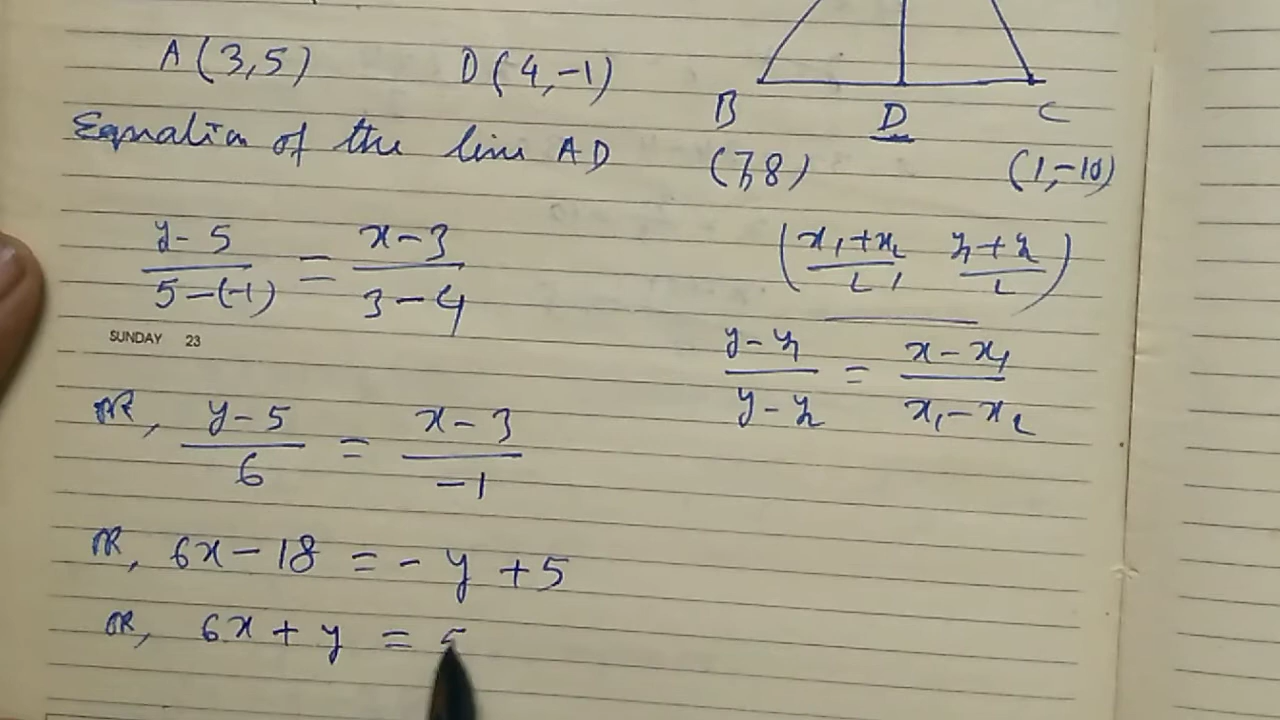 A (3,5) D(4,-1)
B D C
Equation of the line AD (7,8) (1,-10)
y-5 / 5-(-1) = x-3 / 3-4
(x₁+x₂ / 2, y₁+y₂ / 2)
SUNDAY 23
y-y₁ / y-y₂ = x-x₁ / x₁-x₂
OR, y-5 / 6 = x-3 / -1
OR, 6x-18 = -y+5
OR, 6x+y = 5